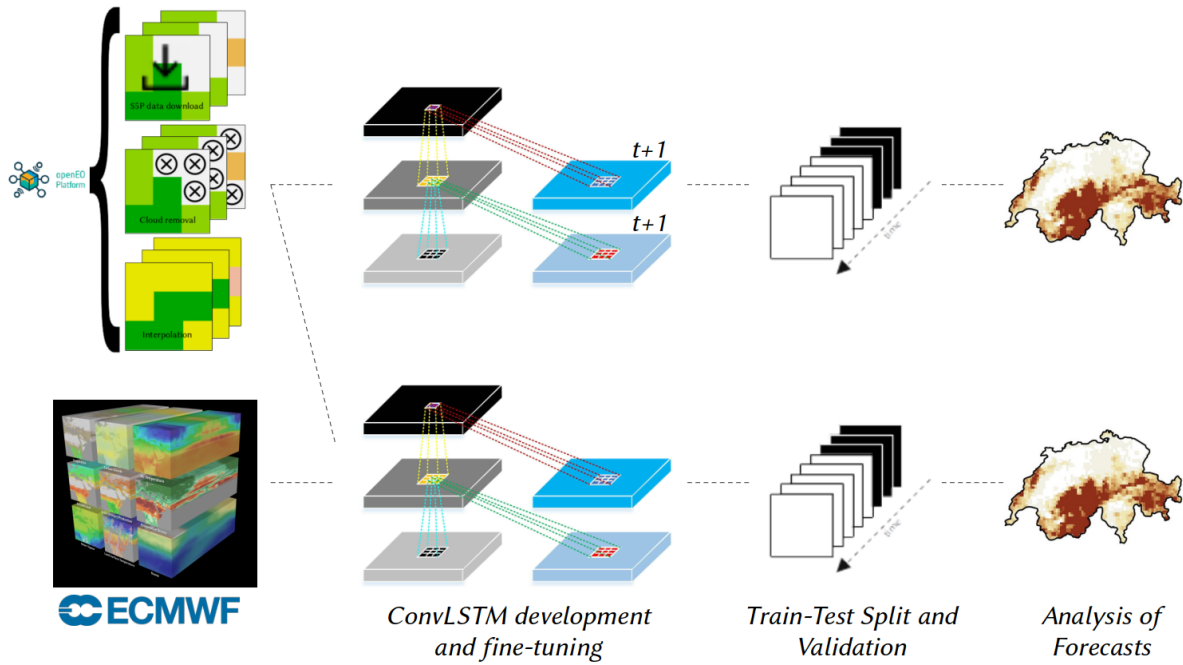 SSP data download
openEO
Platform
Cloud removal
Interpolation
t+1
t+1
time
time
ECMWF
ConvLSTM development
and fine-tuning
Train-Test Split and
Validation
Analysis of
Forecasts